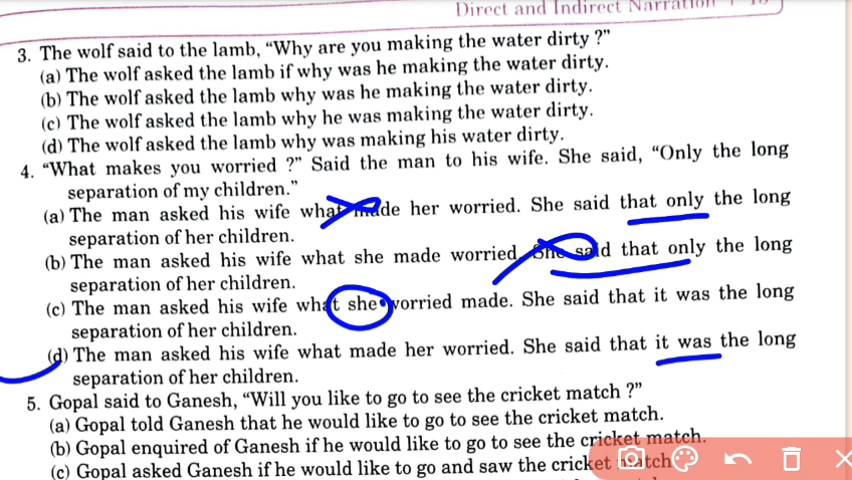 Direct and Indirect Narration
3. The wolf said to the lamb, “Why are you making the water dirty ?”
(a) The wolf asked the lamb if why was he making the water dirty.
(b) The wolf asked the lamb why was he making the water dirty.
(c) The wolf asked the lamb why he was making the water dirty.
(d) The wolf asked the lamb why was making his water dirty.
4. “What makes you worried ?” Said the man to his wife. She said, “Only the long
separation of my children.”
(a) The man asked his wife what made her worried. She said that only the long
separation of her children.
(b) The man asked his wife what she made worried. She said that only the long
separation of her children.
(c) The man asked his wife what she worried made. She said that it was the long
separation of her children.
(d) The man asked his wife what made her worried. She said that it was the long
separation of her children.
5. Gopal said to Ganesh, “Will you like to go to see the cricket match ?”
(a) Gopal told Ganesh that he would like to go to see the cricket match.
(b) Gopal enquired of Ganesh if he would like to go to see the cricket match.
(c) Gopal asked Ganesh if he would like to go and saw the cricket match